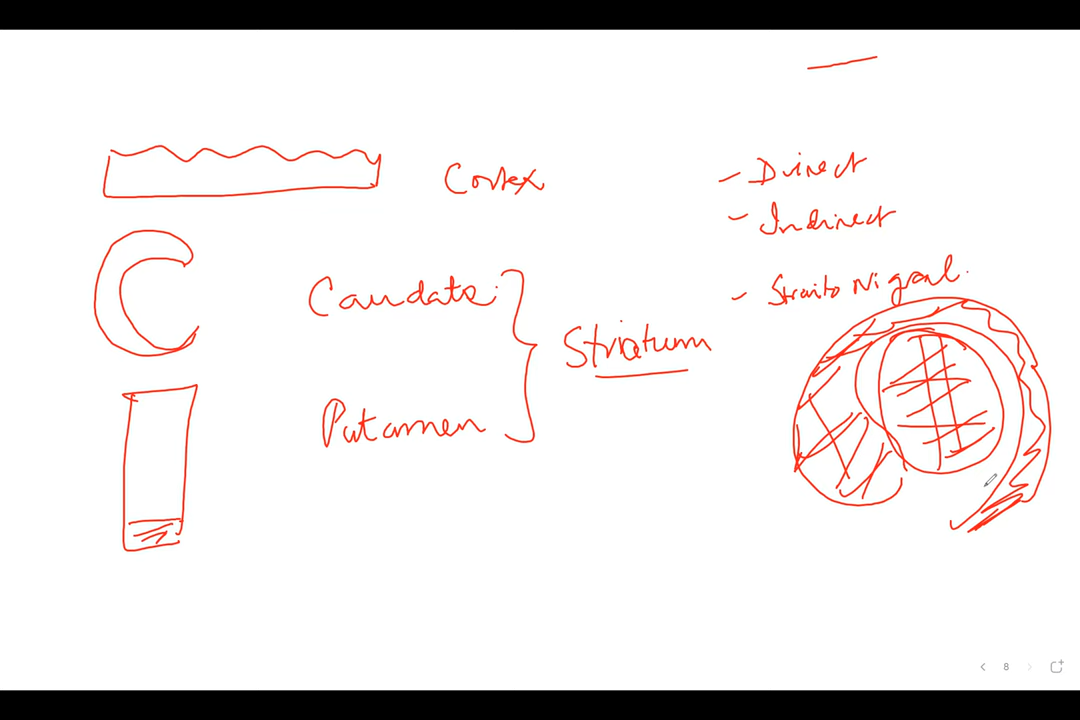 Cortex
Caudate
Putamen
Striatum
- Direct
- Indirect
- Straito Nigral.
8